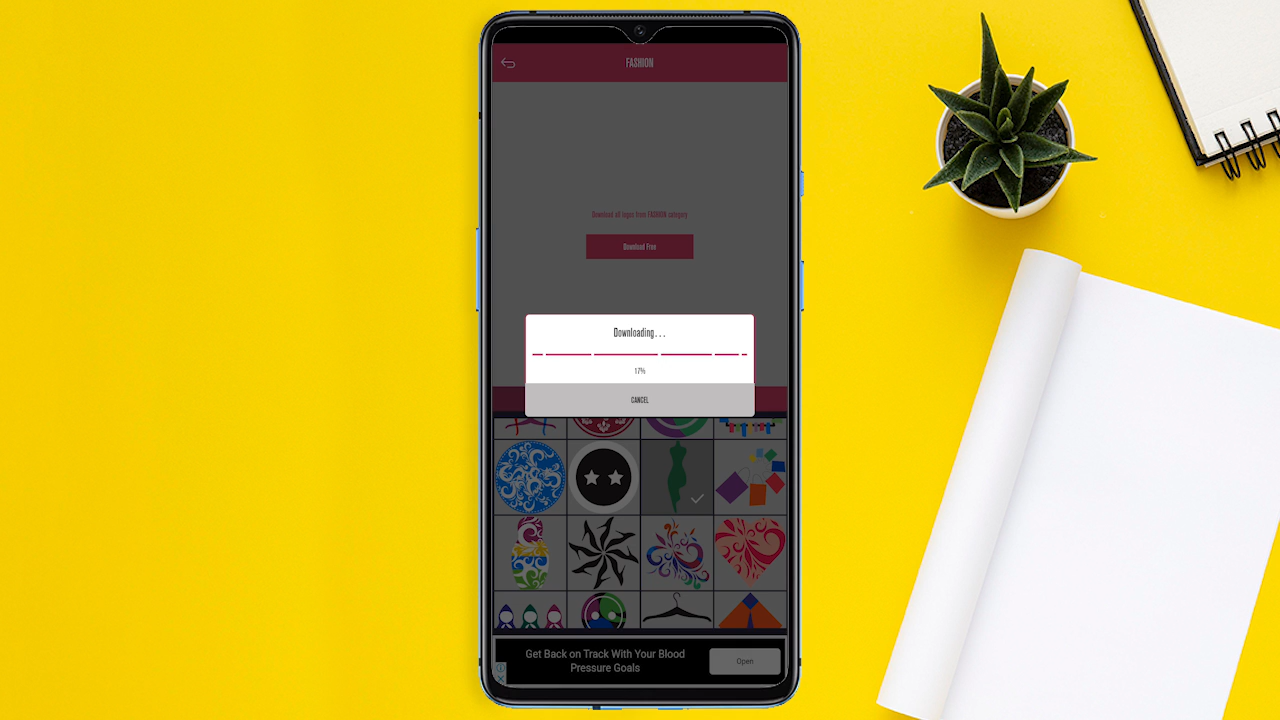 FASHION
Download all logos from FASHION category
Download Free
Downloading...
17%
CANCEL
Get Back on Track With Your Blood
Pressure Goals
Open